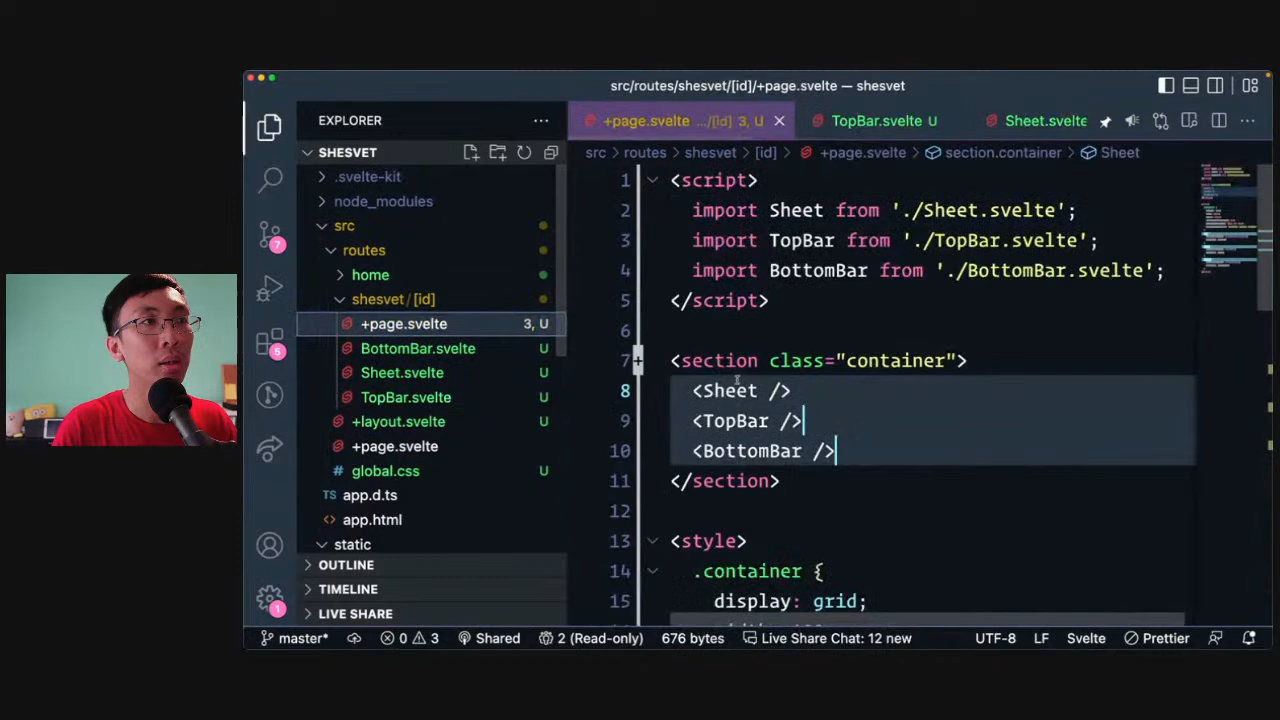 src/routes/shesvet/[id]/+page.svelte — shesvet
EXPLORER
+page.svelte .../[id] 3, U
TopBar.svelte U
Sheet.svelte
SHESVET
src > routes > shesvet > [id] > +page.svelte > section.container > Sheet
.svelte-kit
node_modules
src
routes
home
shesvet / [id]
+page.svelte 3, U
BottomBar.svelte U
Sheet.svelte U
TopBar.svelte U
+layout.svelte U
+page.svelte
# global.css U
TS app.d.ts
<> app.html
static
OUTLINE
TIMELINE
LIVE SHARE
7
5
1
1 <script>
2 import Sheet from './Sheet.svelte';
3 import TopBar from './TopBar.svelte';
4 import BottomBar from './BottomBar.svelte';
5 </script>
6
7 <section class="container">
8 <Sheet />
9 <TopBar />
10 <BottomBar />
11 </section>
12
13 <style>
14 .container {
15 display: grid;
master* 0 3 Shared 2 (Read-only) 676 bytes Live Share Chat: 12 new UTF-8 LF Svelte Prettier